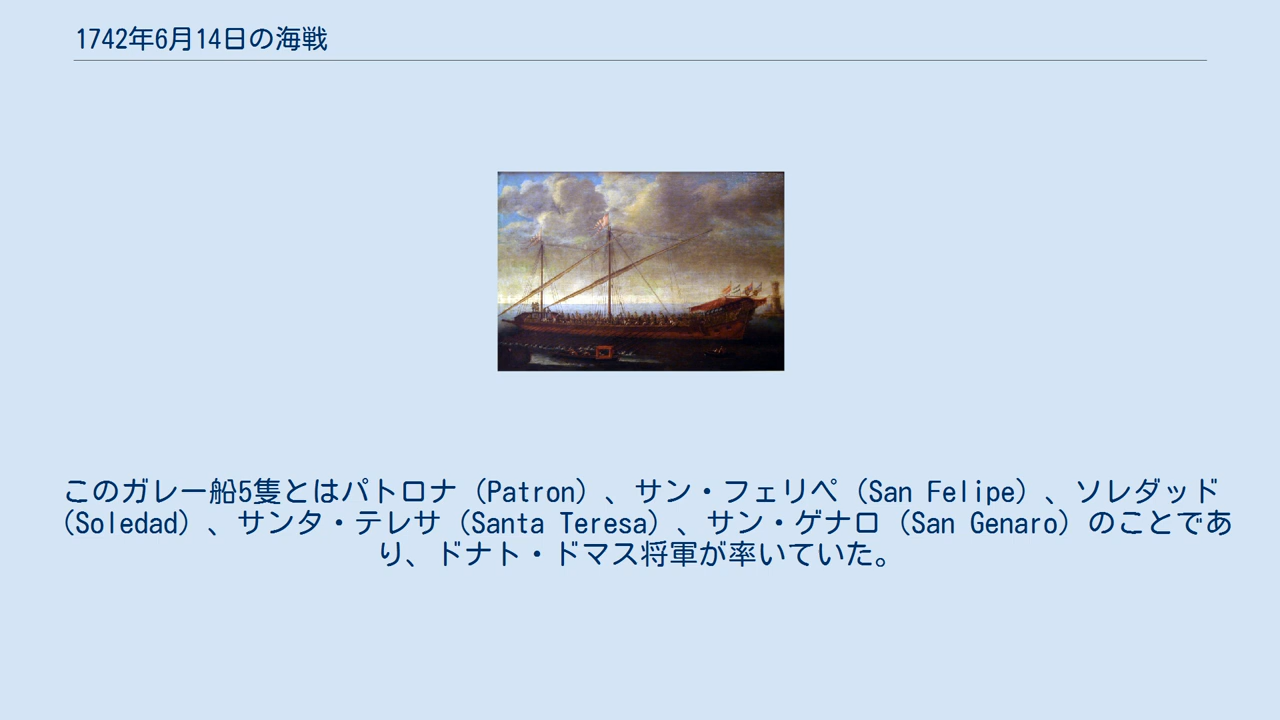 1742年6月14日の海戦
このガレー船5隻とはパトロナ（Patron）、サン・フェリペ（San Felipe）、ソレダッド
（Soledad）、サンタ・テレサ（Santa Teresa）、サン・ゲナロ（San Genaro）のことであ
り、ドナト・ドマス将軍が率いていた。